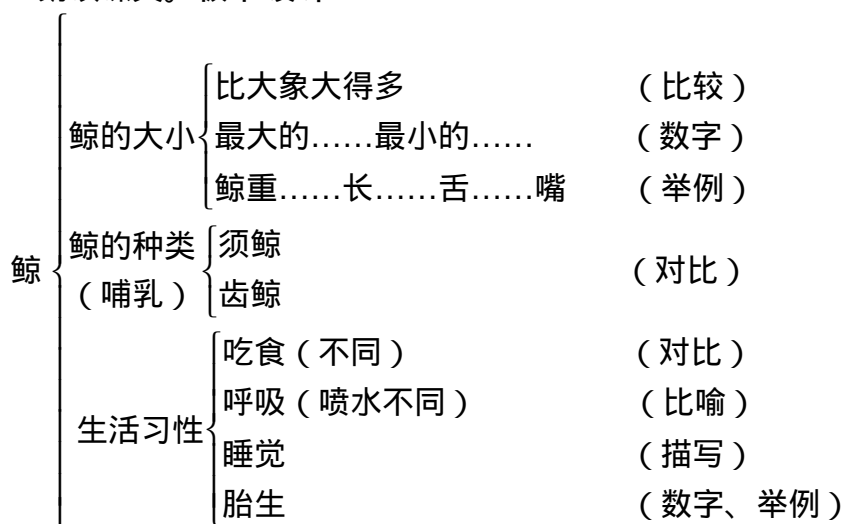 比大象大得多 （比较）
鲸的大小 最大的……最小的…… （数字）
鲸重……长……舌……嘴 （举例）
鲸的种类 须鲸
鲸 （对比）
（哺乳） 齿鲸
吃食（不同） （对比）
呼吸（喷水不同） （比喻）
生活习性
睡觉 （描写）
胎生 （数字、举例）